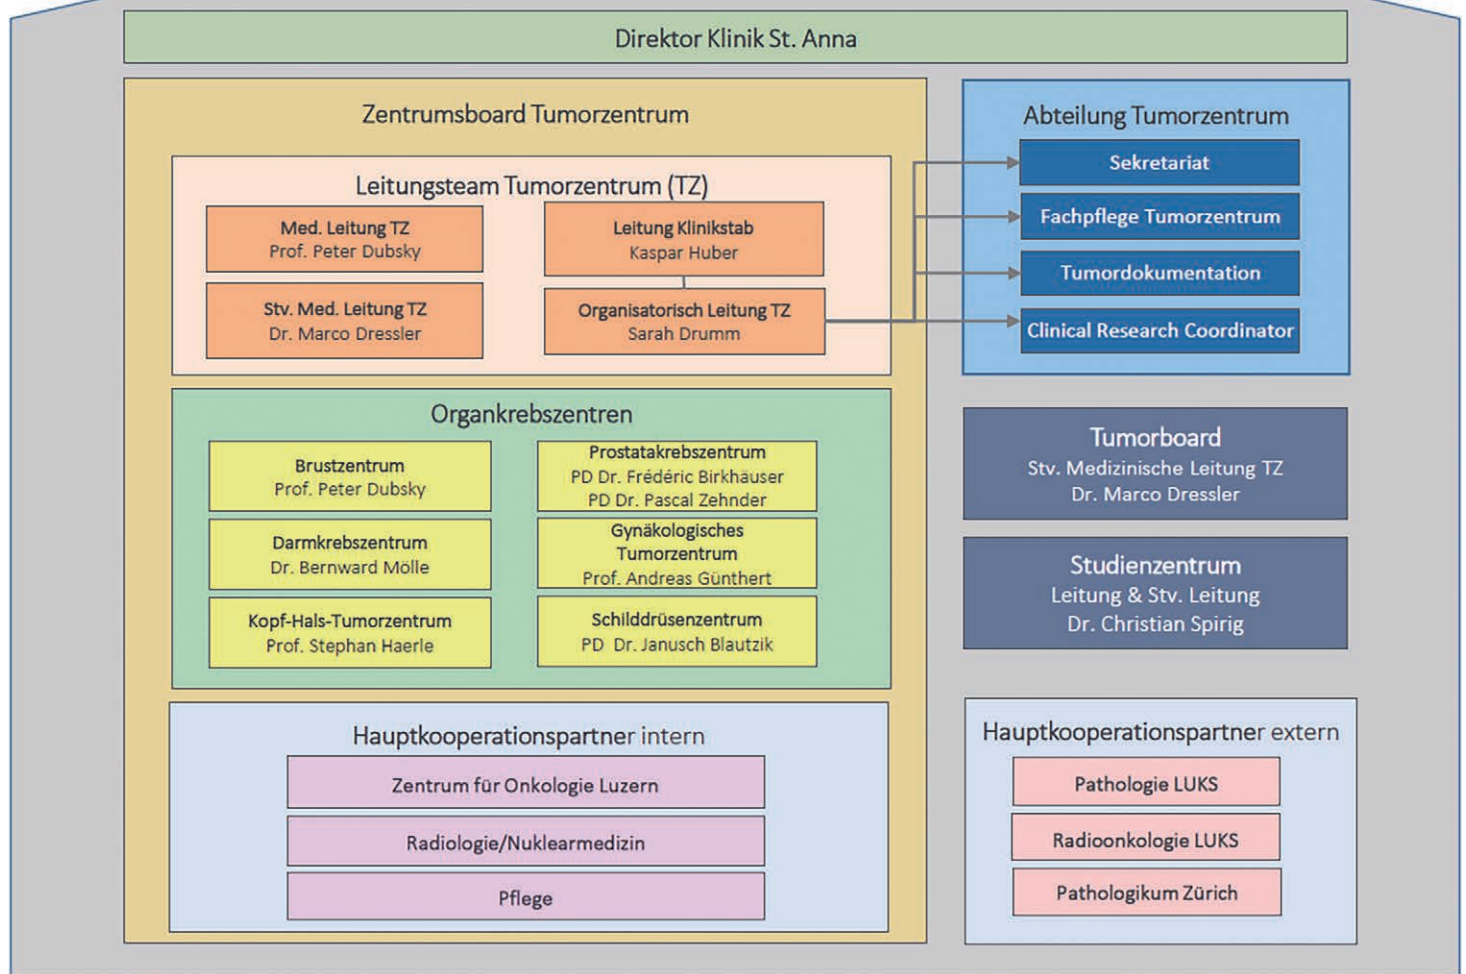 Direktor Klinik St. Anna
Zentrumsboard Tumorzentrum
Leitungsteam Tumorzentrum (TZ)
Med. Leitung TZ
Prof. Peter Dubsky
Leitung Klinikstab
Kaspar Huber
Stv. Med. Leitung TZ
Dr. Marco Dressler
Organisatorisch Leitung TZ
Sarah Drumm
Abteilung Tumorzentrum
Sekretariat
Fachpflege Tumorzentrum
Tumordokumentation
Clinical Research Coordinator
Organkrebszentren
Brustzentrum
Prof. Peter Dubsky
Prostatakrebszentrum
PD Dr. Frédéric Birkhäuser
PD Dr. Pascal Zehnder
Darmkrebszentrum
Dr. Bernward Mölle
Gynäkologisches
Tumorzentrum
Prof. Andreas Günthert
Kopf-Hals-Tumorzentrum
Prof. Stephan Haerle
Schilddrüsenzentrum
PD Dr. Janusch Blautzik
Tumorboard
Stv. Medizinische Leitung TZ
Dr. Marco Dressler
Studienzentrum
Leitung & Stv. Leitung
Dr. Christian Spirig
Hauptkooperationspartner intern
Zentrum für Onkologie Luzern
Radiologie/Nuklearmedizin
Pflege
Hauptkooperationspartner extern
Pathologie LUKS
Radioonkologie LUKS
Pathologikum Zürich